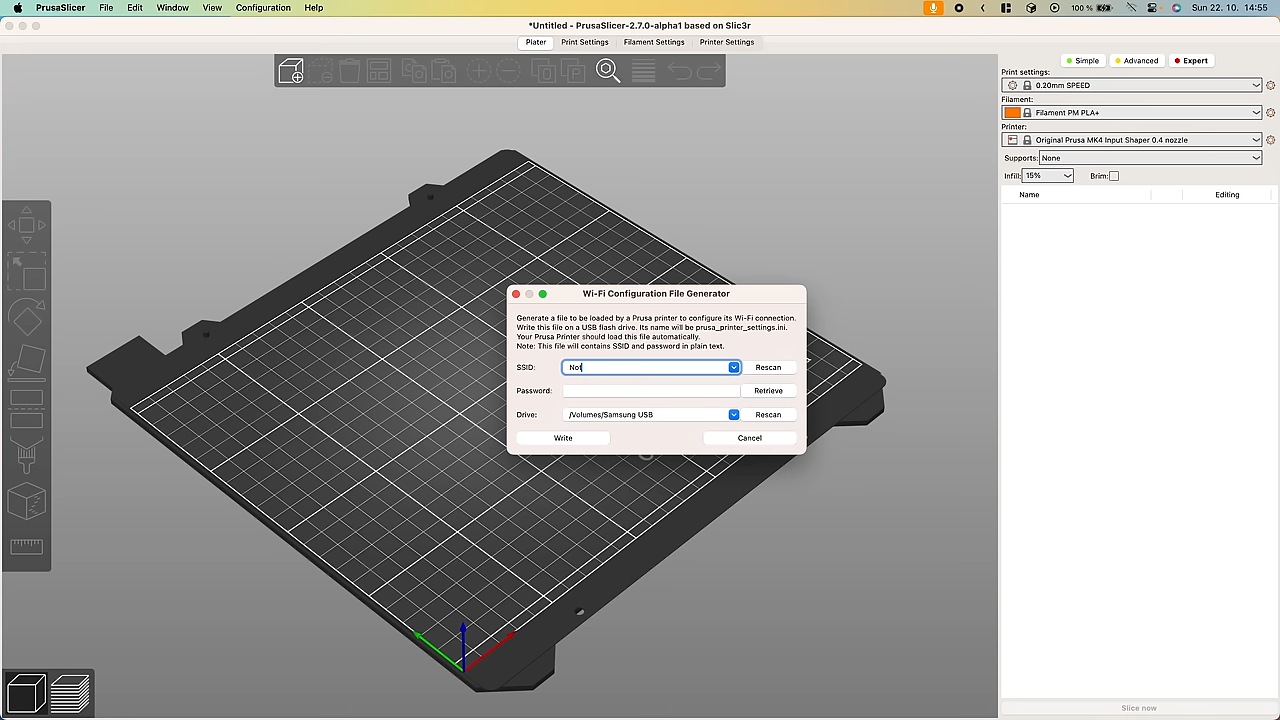 PrusaSlicer File Edit Window View Configuration Help 100 % Sun 22. 10. 14:55
*Untitled - PrusaSlicer-2.7.0-alpha1 based on Slic3r
Plater Print Settings Filament Settings Printer Settings
Simple Advanced Expert
Print settings:
0.20mm SPEED
Filament:
Filament PM PLA+
Printer:
Original Prusa MK4 Input Shaper 0.4 nozzle
Supports: None
Infill: 15% Brim:
Name Editing
Wi-Fi Configuration File Generator
Generate a file to be loaded by a Prusa printer to configure its Wi-Fi connection.
Write this file on a USB flash drive. Its name will be prusa_printer_settings.ini.
Your Prusa Printer should load this file automatically.
Note: This file will contains SSID and password in plain text.
SSID: Not Rescan
Password: Retrieve
Drive: /Volumes/Samsung USB Rescan
Write Cancel
Slice now